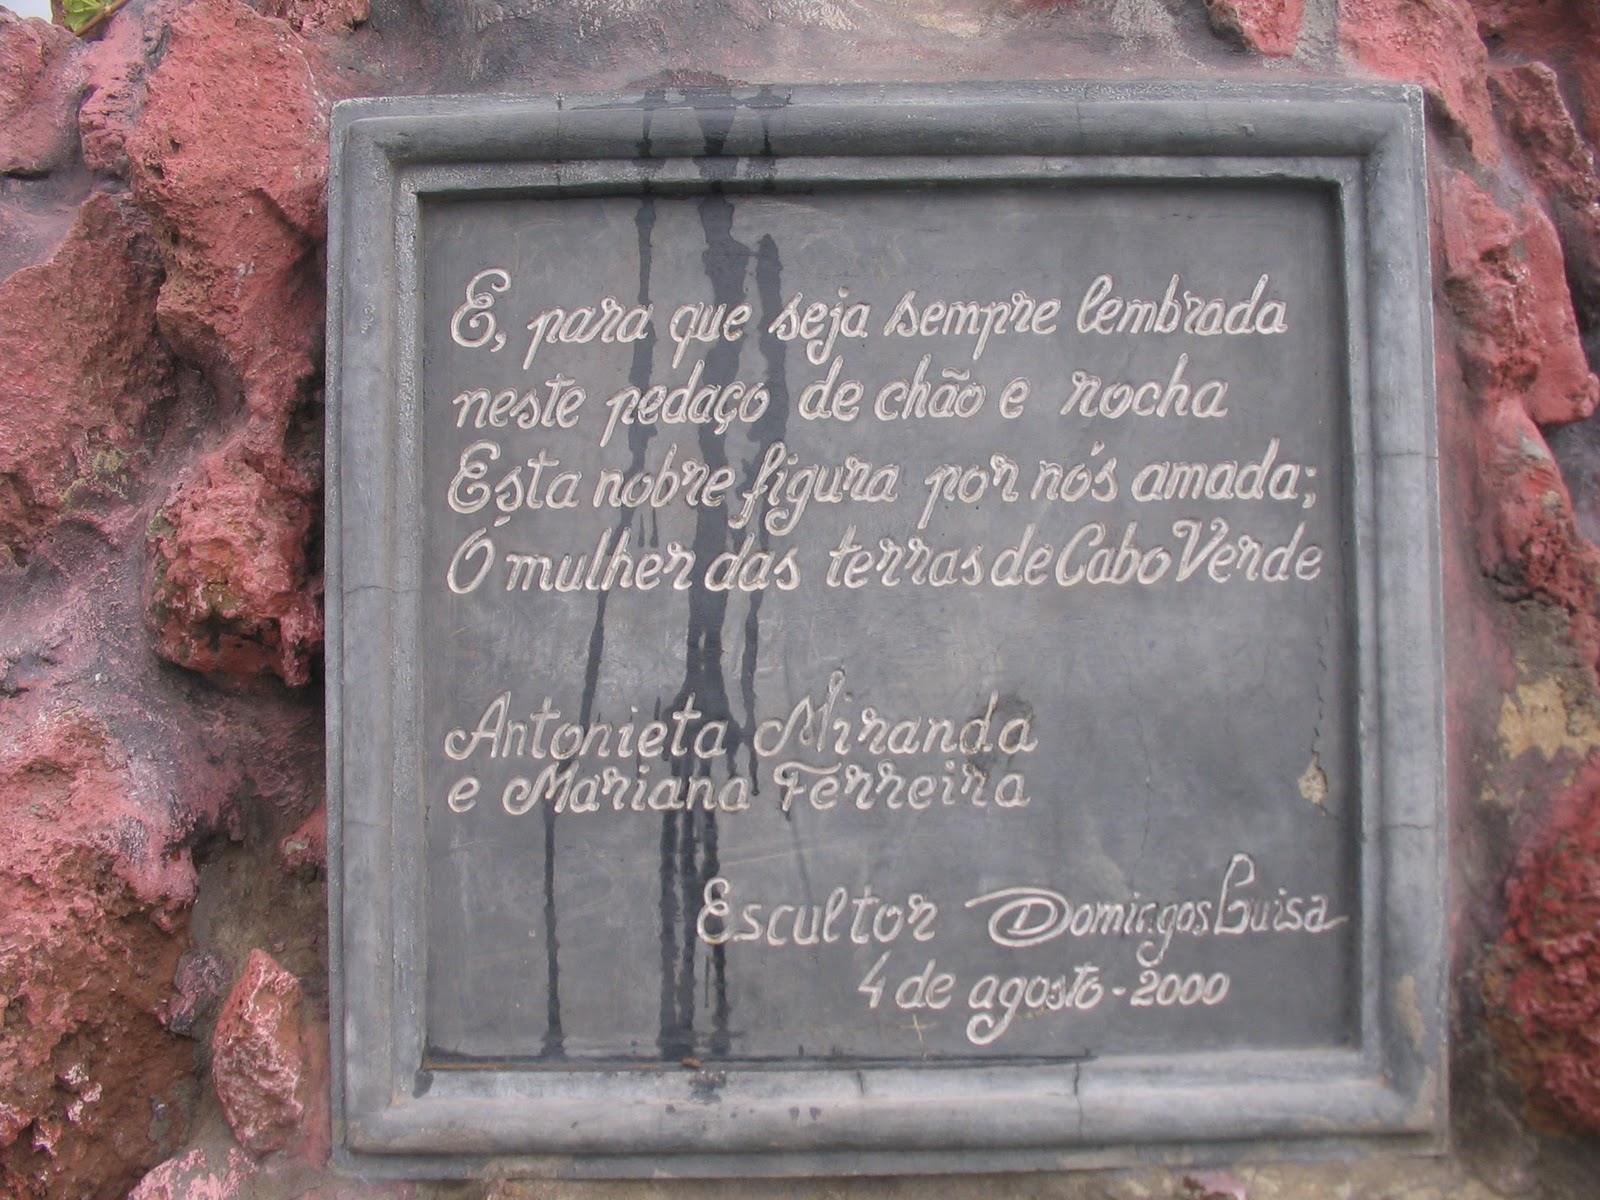 E, para que seja sempre lembrada
neste pedaço de chão e rocha
Esta nobre figura por nós amada;
Ó mulher das terras de Cabo Verde
Antonieta Miranda
e Mariana Ferreira
Escultor Domingos Luisa
4 de agosto - 2000